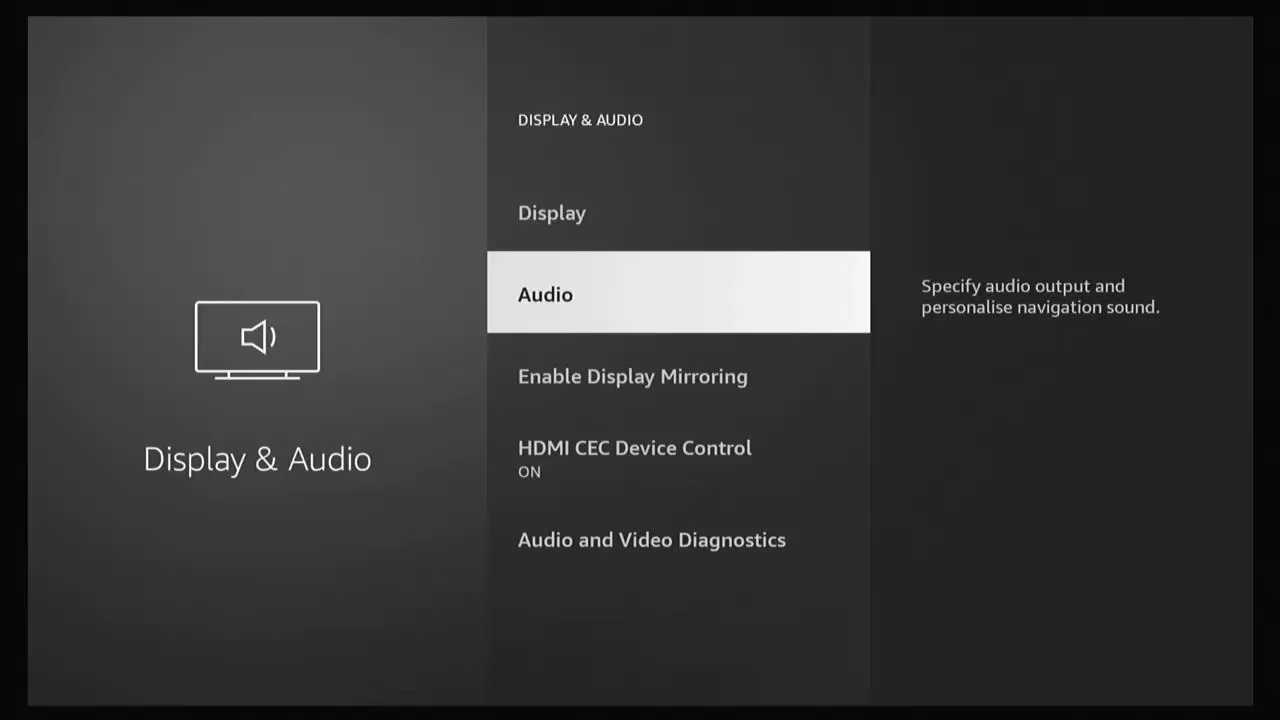 DISPLAY & AUDIO
Display
Audio
Specify audio output and
personalise navigation sound.
Enable Display Mirroring
HDMI CEC Device Control
ON
Display & Audio
Audio and Video Diagnostics